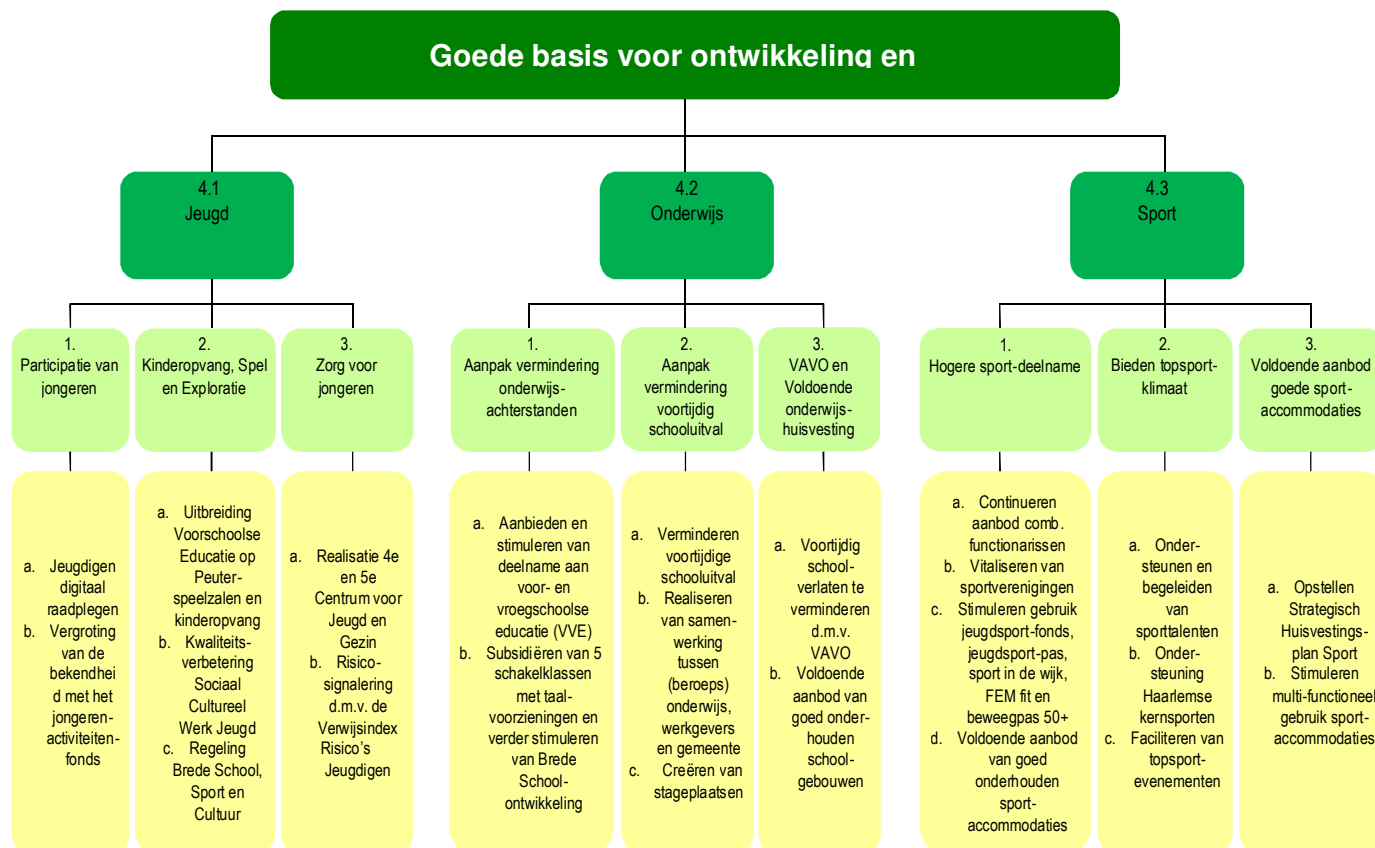 Goede basis voor ontwikkeling en
4.1
Jeugd
4.2
Onderwijs
4.3
Sport
1.
Participatie van
jongeren
2.
Kinderopvang, Spel
en Exploratie
3.
Zorg voor
jongeren
1.
Aanpak vermindering
onderwijs-
achterstanden
2.
Aanpak
vermindering
voortijdig
schooluitval
3.
VAVO en
Voldoende
onderwijs-
huisvesting
1.
Hogere sport-deelname
2.
Bieden topsport-
klimaat
3.
Voldoende aanbod
goede sport-
accommodaties
a. Jeugdigen
digitaal
raadplegen
b. Vergroting
van de
bekendhei
d met het
jongeren-
activiteiten-
fonds
a. Uitbreiding
Voorschoolse
Educatie op
Peuter-
speelzalen en
kinderopvang
b. Kwaliteits-
verbetering
Sociaal
Cultureel
Werk Jeugd
c. Regeling
Brede School,
Sport en
Cultuur
a. Realisatie 4e
en 5e
Centrum voor
Jeugd en
Gezin
b. Risico-
signalering
d.m.v. de
Verwijsindex
Risico's
Jeugdigen
a. Aanbieden en
stimuleren van
deelname aan
voor- en
vroegschoolse
educatie (VVE)
b. Subsidiëren van 5
schakelklassen
met taal-
voorzieningen en
verder stimuleren
van Brede
School-
ontwikkeling
a. Verminderen
voortijdige
schooluitval
b. Realiseren
van samen-
werking
tussen
(beroeps)
onderwijs,
werkgevers
en gemeente
c. Creëren van
stageplaatsen
a. Voortijdig
school-
verlaten te
verminderen
d.m.v.
VAVO
b. Voldoende
aanbod van
goed onder-
houden
school-
gebouwen
a. Continueren
aanbod comb.
functionarissen
b. Vitaliseren van
sportverenigingen
c. Stimuleren gebruik
jeugdsport-fonds,
jeugdsport-pas,
sport in de wijk,
FEM fit en
beweegpas 50+
d. Voldoende aanbod
van goed
onderhouden
sport-
accommodaties
a. Onder-
steunen en
begeleiden
van
sporttalenten
b. Onder-
steuning
Haarlemse
kernsporten
c. Faciliteren van
topsport-
evenementen
a. Opstellen
Strategisch
Huisvestings-
plan Sport
b. Stimuleren
multi-functioneel
gebruik sport-
accommodaties